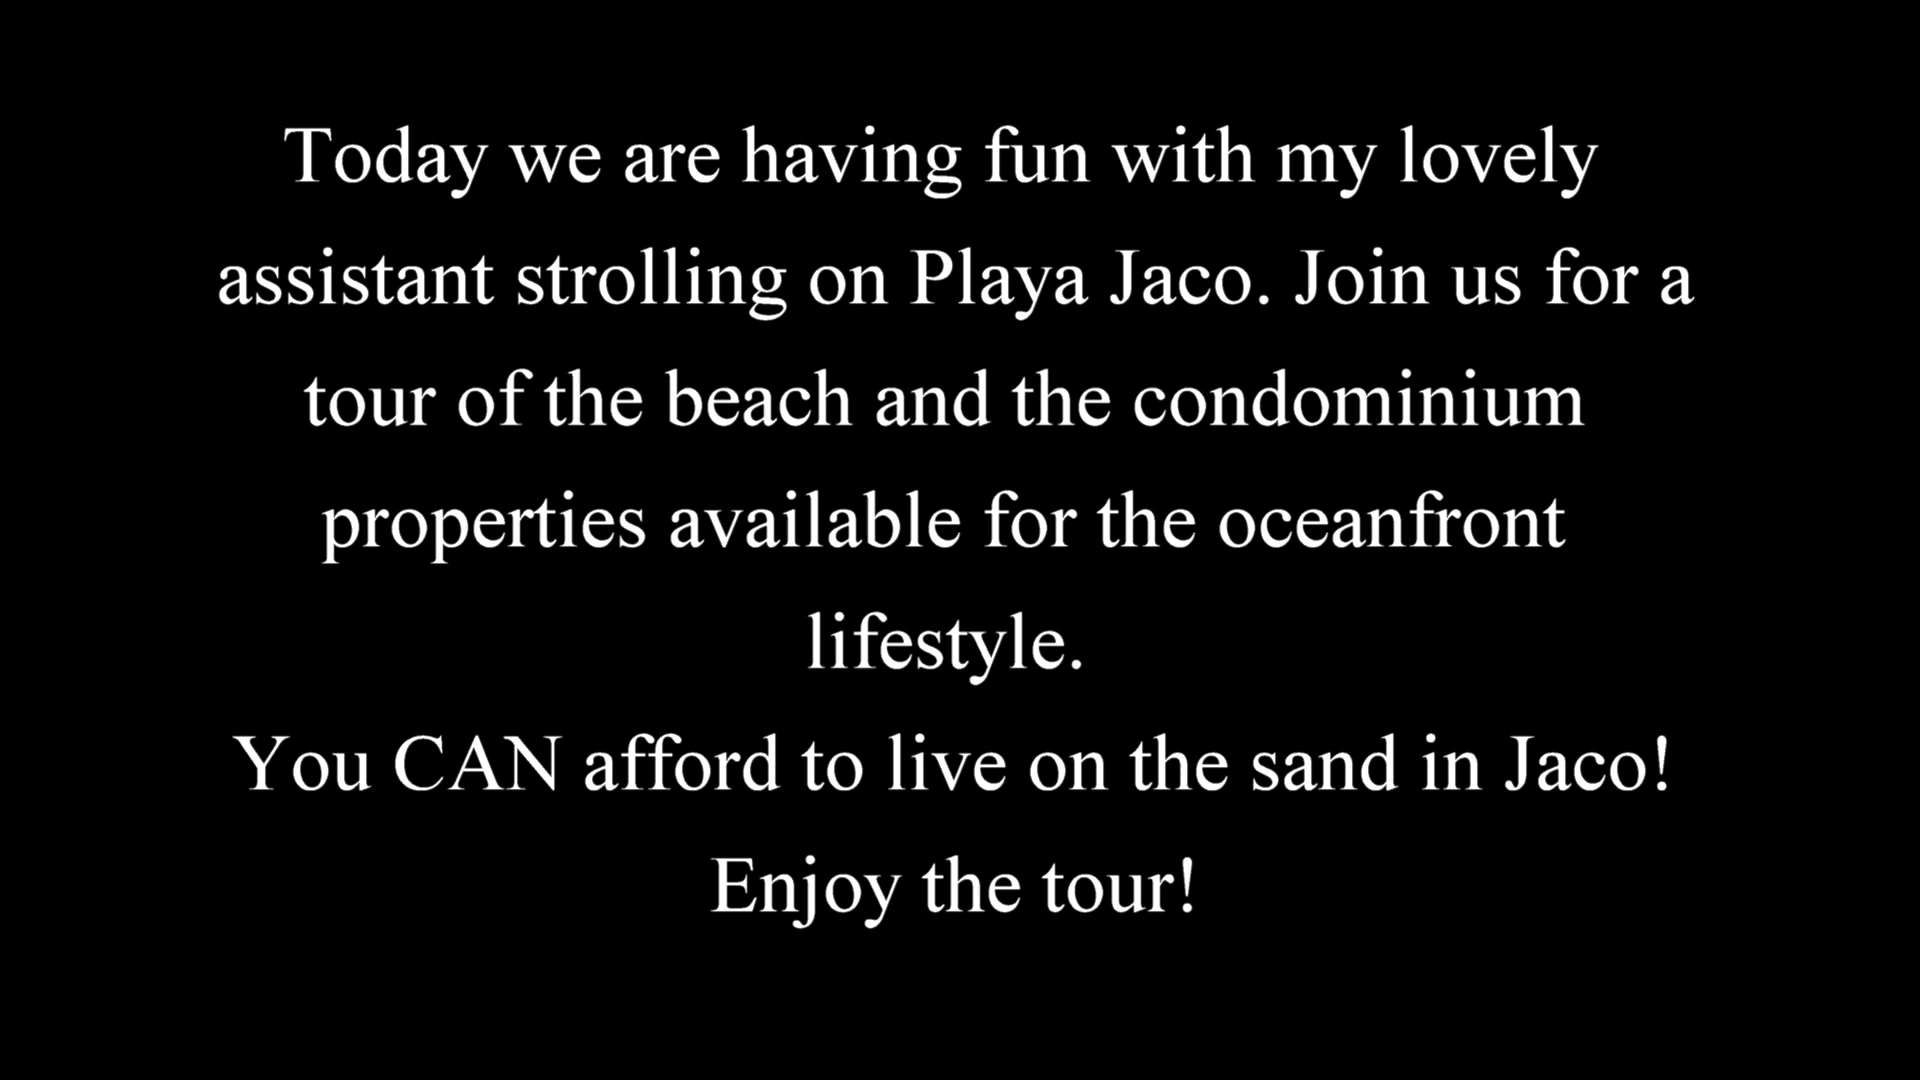 Today we are having fun with my lovely
assistant strolling on Playa Jaco. Join us for a
tour of the beach and the condominium
properties available for the oceanfront
lifestyle.
You CAN afford to live on the sand in Jaco!
Enjoy the tour!